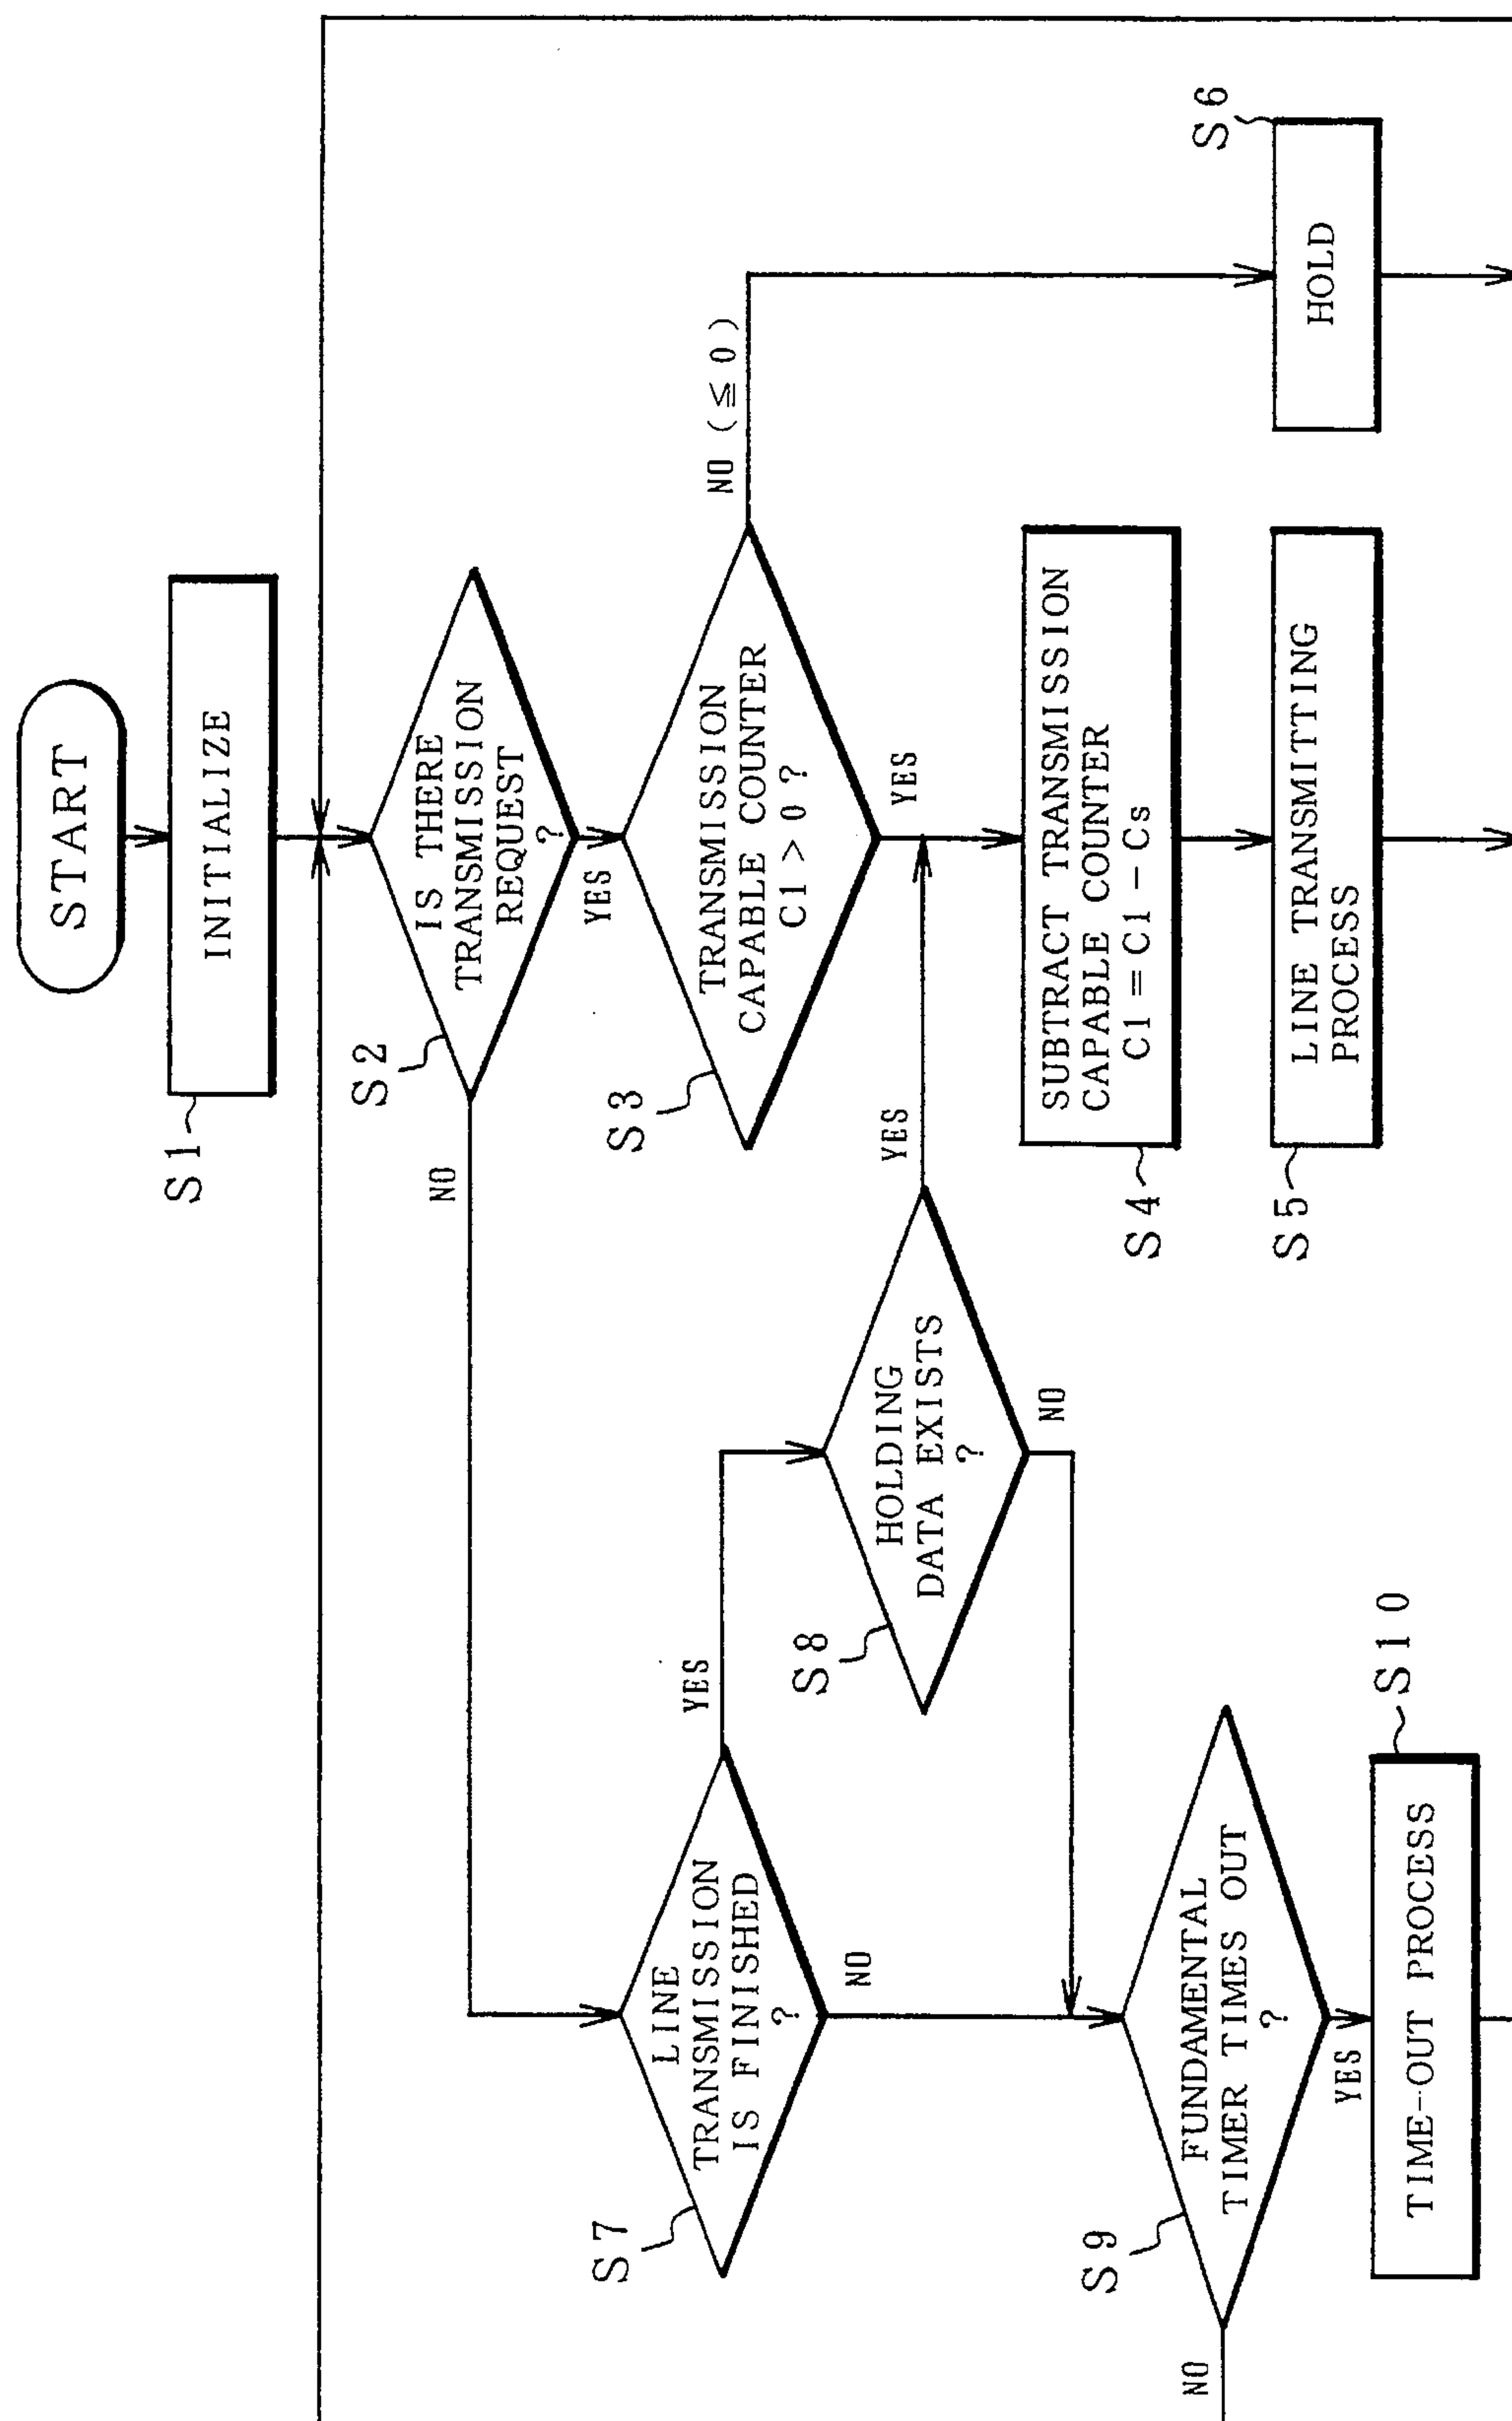 START
S1
INITIALIZE
S2
IS THERE
TRANSMISSION
REQUEST
?
NO
YES
S3
TRANSMISSION
CAPABLE COUNTER
C1 > 0 ?
NO (≦ 0)
YES
S4
SUBTRACT TRANSMISSION
CAPABLE COUNTER
C1 = C1 - Cs
S5
LINE TRANSMITTING
PROCESS
S6
HOLD
S7
LINE
TRANSMISSION
IS FINISHED
?
YES
NO
S8
HOLDING
DATA EXISTS
?
YES
NO
S9
FUNDAMENTAL
TIMER TIMES OUT
?
NO
YES
S10
TIME-OUT PROCESS